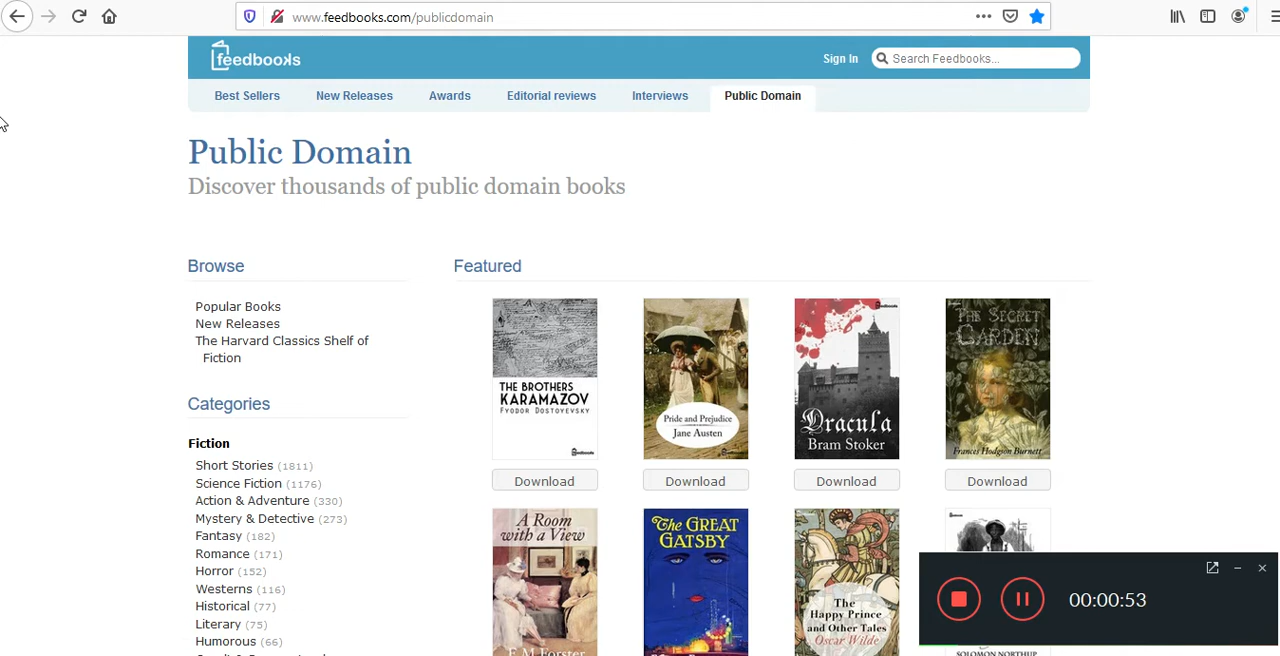 www.feedbooks.com/publicdomain
feedbooks
Sign In
Search Feedbooks...
Best Sellers
New Releases
Awards
Editorial reviews
Interviews
Public Domain
Public Domain
Discover thousands of public domain books
Browse
Popular Books
New Releases
The Harvard Classics Shelf of
Fiction
Categories
Fiction
Short Stories (1811)
Science Fiction (1176)
Action & Adventure (330)
Mystery & Detective (273)
Fantasy (182)
Romance (171)
Horror (152)
Westerns (116)
Historical (77)
Literary (75)
Humorous (66)
Featured
THE BROTHERS
KARAMAZOV
FYODOR DOSTOYEVSKY
feedbooks
Pride and Prejudice
Jane Austen
feedbooks
Dracula
Bram Stoker
THE SECRET
GARDEN
Frances Hodgson Burnett
Download
Download
Download
Download
A Room
with a View
E. M. Forster
The GREAT
GATSBY
The
Happy Prince
and Other Tales
Oscar Wilde
SOLOMON NORTHUP
00:00:53